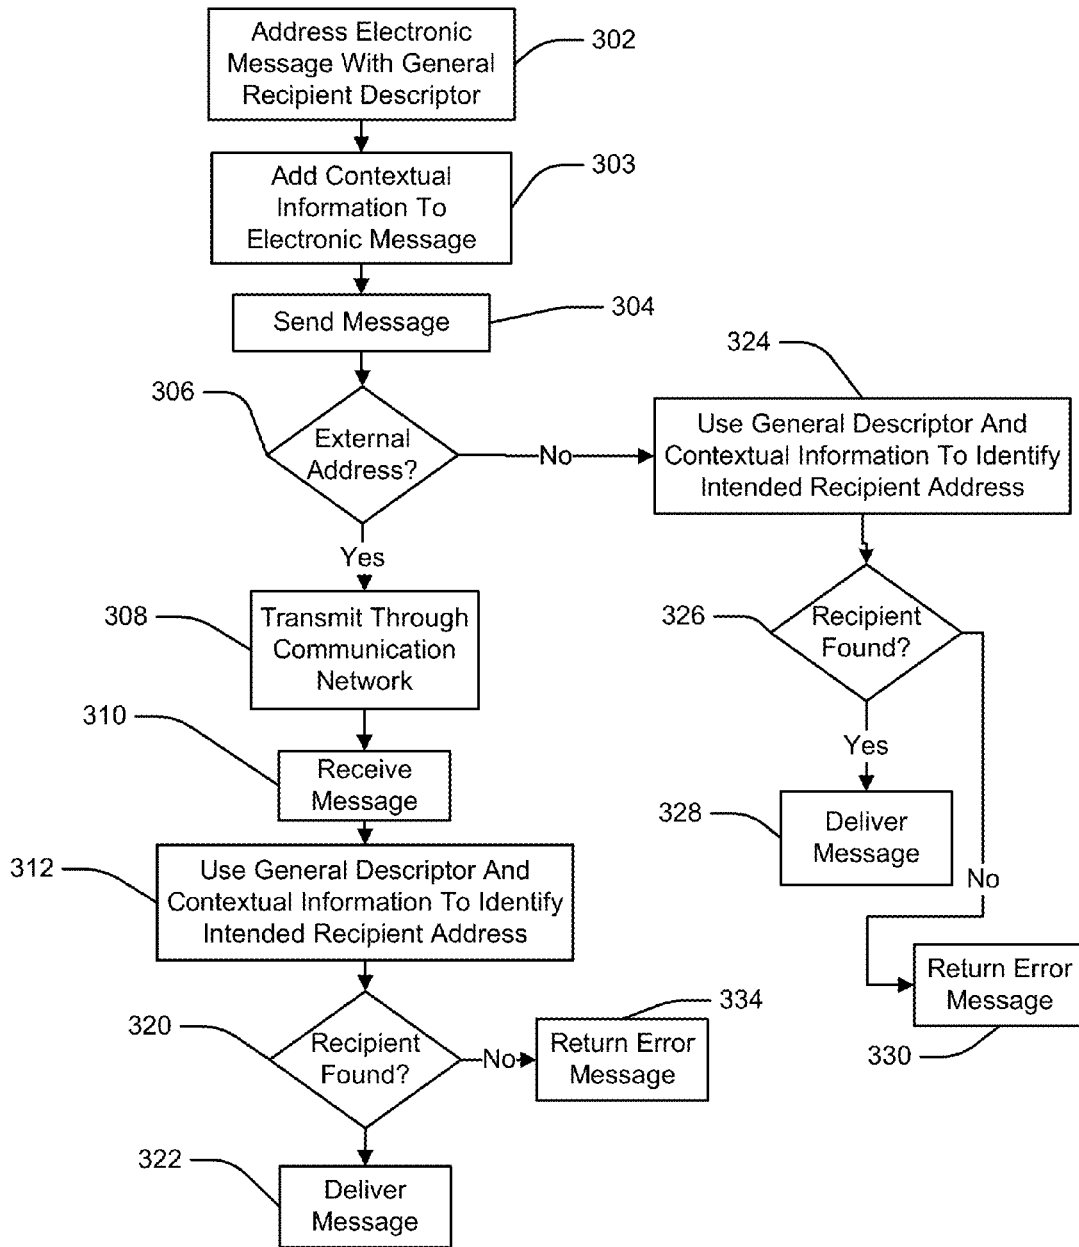 Address Electronic
Message With General
Recipient Descriptor
302
Add Contextual
Information To
Electronic Message
303
Send Message
304
306
External
Address?
No
324
Use General Descriptor And
Contextual Information To Identify
Intended Recipient Address
Yes
308
Transmit Through
Communication
Network
326
Recipient
Found?
310
Receive
Message
Yes
328
Deliver
Message
No
312
Use General Descriptor And
Contextual Information To Identify
Intended Recipient Address
Return Error
Message
330
320
Recipient
Found?
No
Return Error
Message
334
322
Deliver
Message